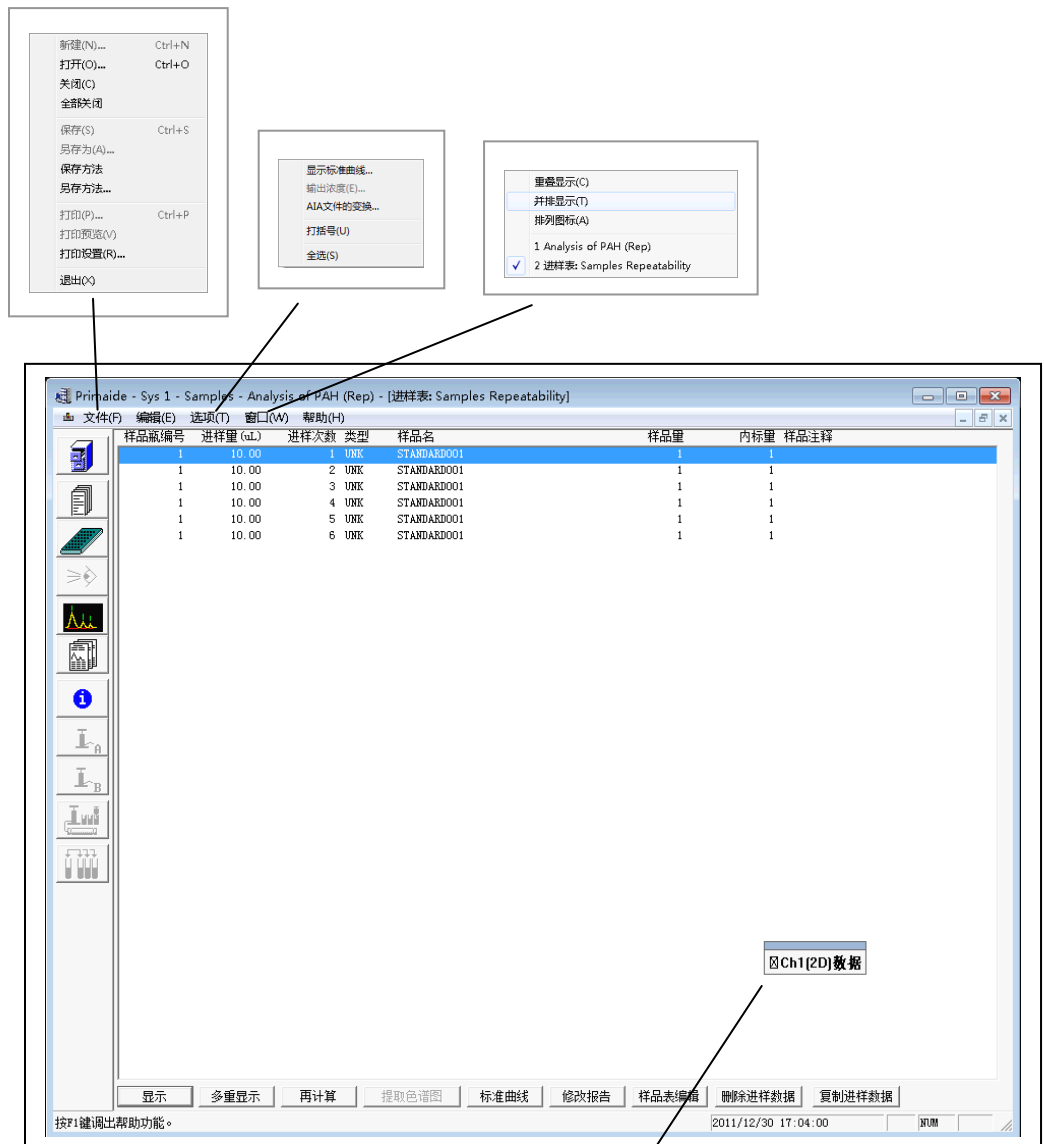 新建(N)... Ctrl+N
打开(O)... Ctrl+O
关闭(C)
全部关闭
保存(S) Ctrl+S
另存为(A)...
保存方法
另存方法...
打印(P)... Ctrl+P
打印预览(V)
打印设置(R)...
退出(X)
显示标准曲线...
输出浓度(E)...
AIA文件的变换...
打括号(U)
全选(S)
重叠显示(C)
并排显示(T)
排列图标(A)
1 Analysis of PAH (Rep)
✓ 2 进样表: Samples Repeatability
Primaide - Sys 1 - Samples - Analysis of PAH (Rep) - [进样表: Samples Repeatability]
文件(F) 编辑(E) 选项(T) 窗口(W) 帮助(H)
样品瓶编号 进样量(uL) 进样次数 类型 样品名 样品量 内标量 样品注释
1 10.00 1 UNK STANDARD001 1 1
1 10.00 2 UNK STANDARD001 1 1
1 10.00 3 UNK STANDARD001 1 1
1 10.00 4 UNK STANDARD001 1 1
1 10.00 5 UNK STANDARD001 1 1
1 10.00 6 UNK STANDARD001 1 1
A
B
☒Ch1(2D)数据
显示 多重显示 再计算 提取色谱图 标准曲线 修改报告 样品表编辑 删除进样数据 复制进样数据
按F1键调出帮助功能。 2011/12/30 17:04:00 NUM